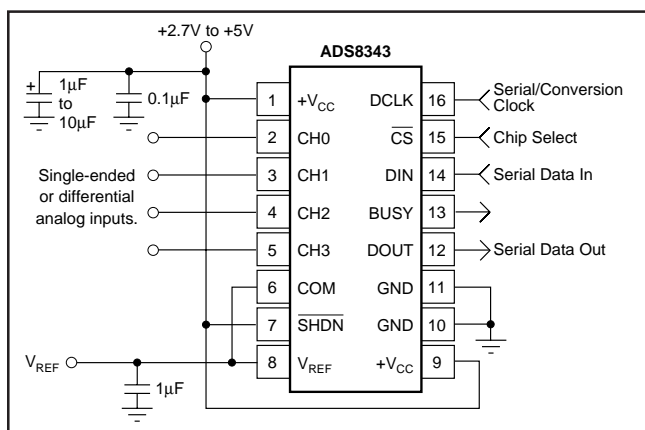 +2.7V to +5V
ADS8343
+
1µF
to
10µF
0.1µF
1
+VCC
DCLK
16
Serial/Conversion
Clock
2
CH0
CS
15
Chip Select
Single-ended
or differential
analog inputs.
3
CH1
DIN
14
Serial Data In
4
CH2
BUSY
13
5
CH3
DOUT
12
Serial Data Out
6
COM
GND
11
7
SHDN
GND
10
VREF
8
VREF
+VCC
9
1µF